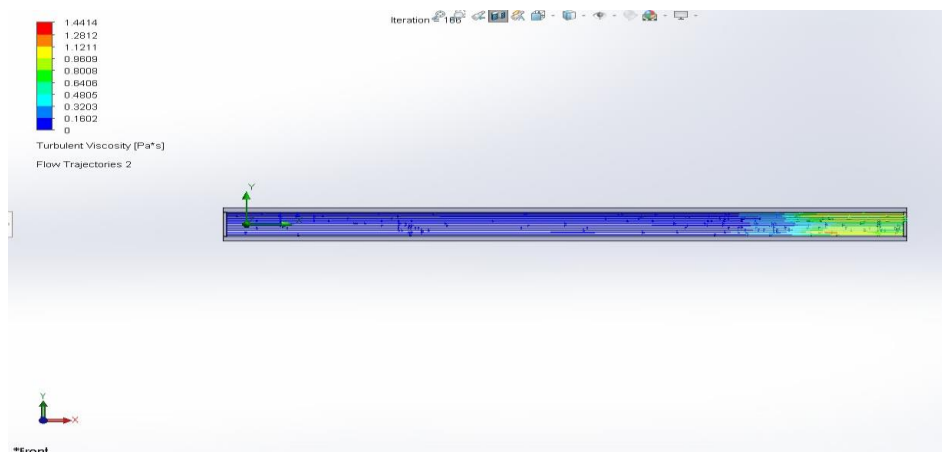 Iteration = 166
1.4414
1.2812
1.1211
0.9609
0.8008
0.6406
0.4805
0.3203
0.1602
0
Turbulent Viscosity [Pa*s]
Flow Trajectories 2
Y
Y
X
*Front